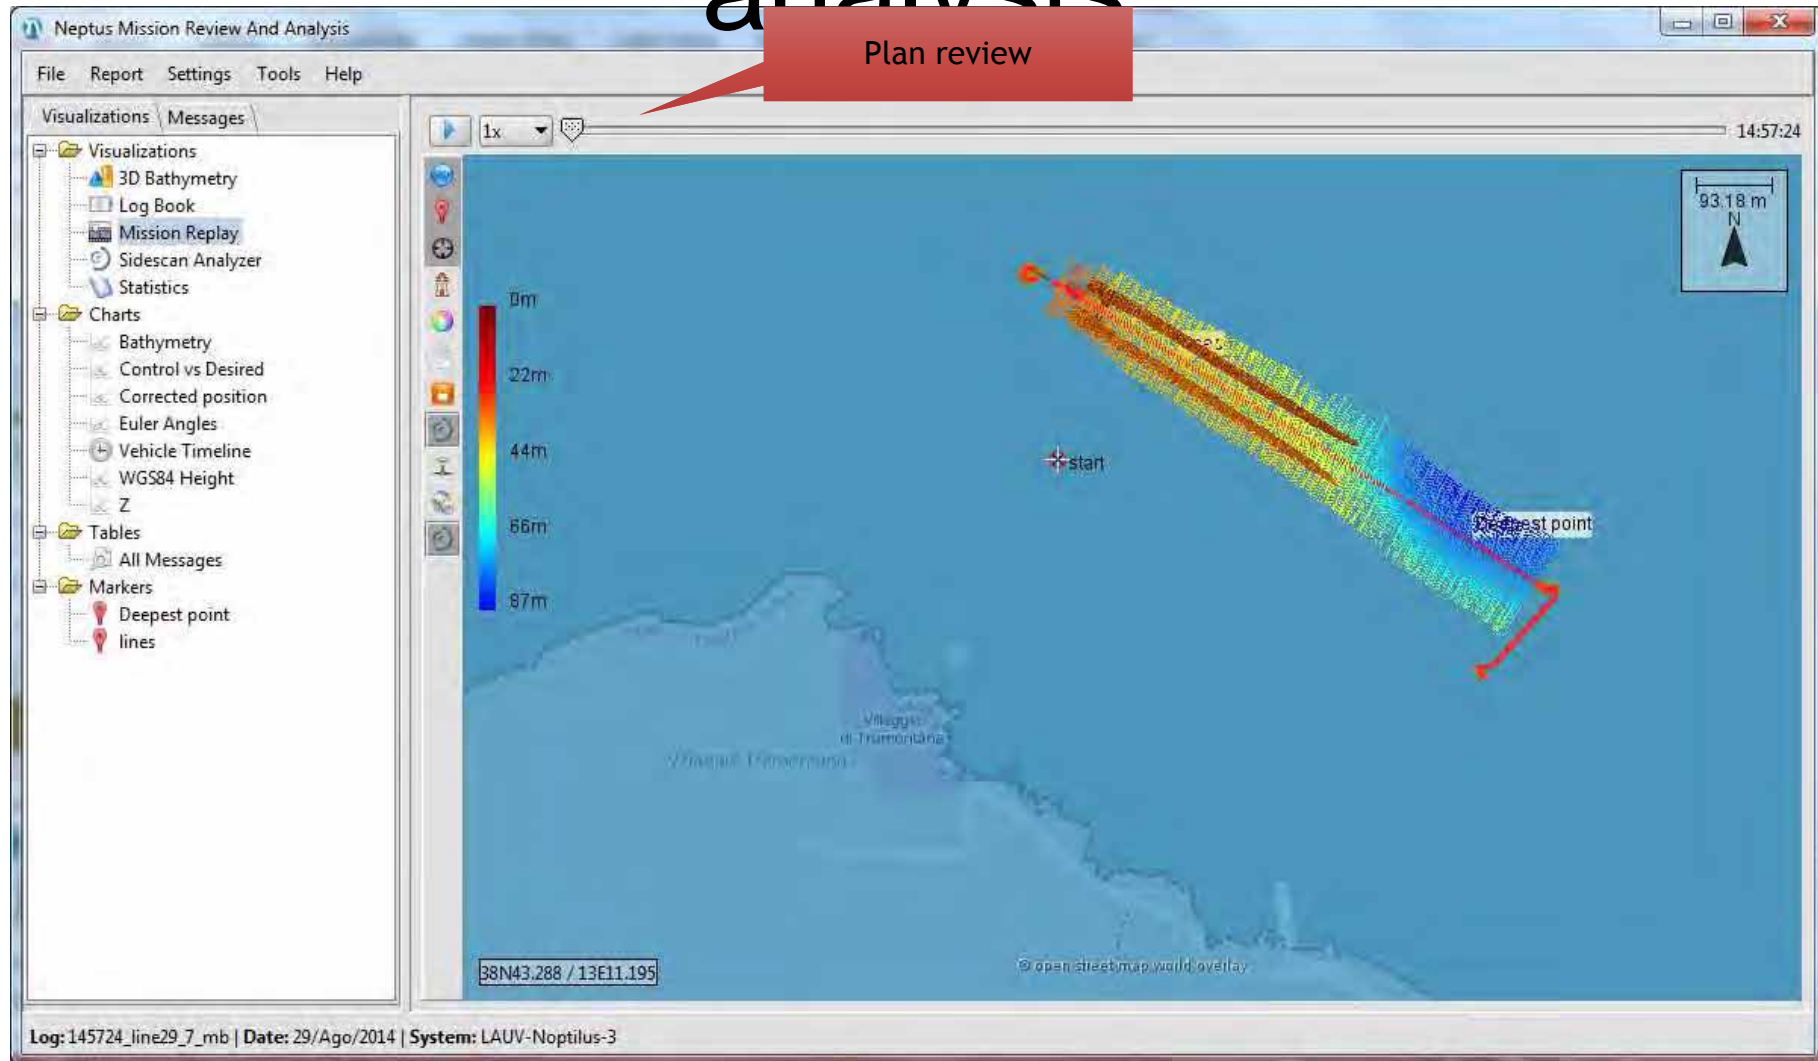 analysis
Plan review
Neptus Mission Review And Analysis
File Report Settings Tools Help
Visualizations Messages
Visualizations
3D Bathymetry
Log Book
Mission Replay
Sidescan Analyzer
Statistics
Charts
Bathymetry
Control vs Desired
Corrected position
Euler Angles
Vehicle Timeline
WGS84 Height
Z
Tables
All Messages
Markers
Deepest point
lines
1x
14:57:24
93.18 m
N
0m
22m
44m
66m
87m
start
Deepest point
Villaggio
di Tramontana
© open street map world overlay
38N43.288 / 13E11.195
Log: 145724_line29_7_mb | Date: 29/Ago/2014 | System: LAUV-Noptilus-3